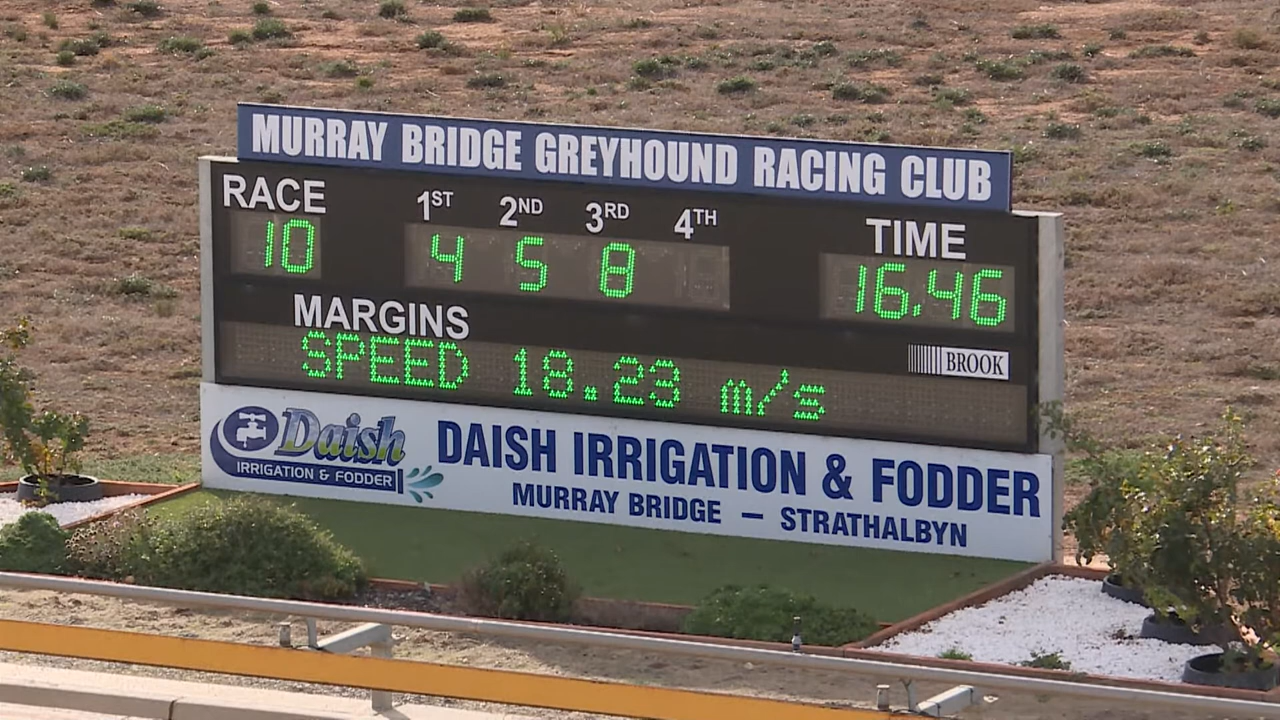 MURRAY BRIDGE GREYHOUND RACING CLUB
RACE 1ST 2ND 3RD 4TH TIME
10 4 5 8 16.46
MARGINS
SPEED 18.23 m/s
BROOK
Daish
IRRIGATION & FODDER
DAISH IRRIGATION & FODDER
MURRAY BRIDGE – STRATHALBYN